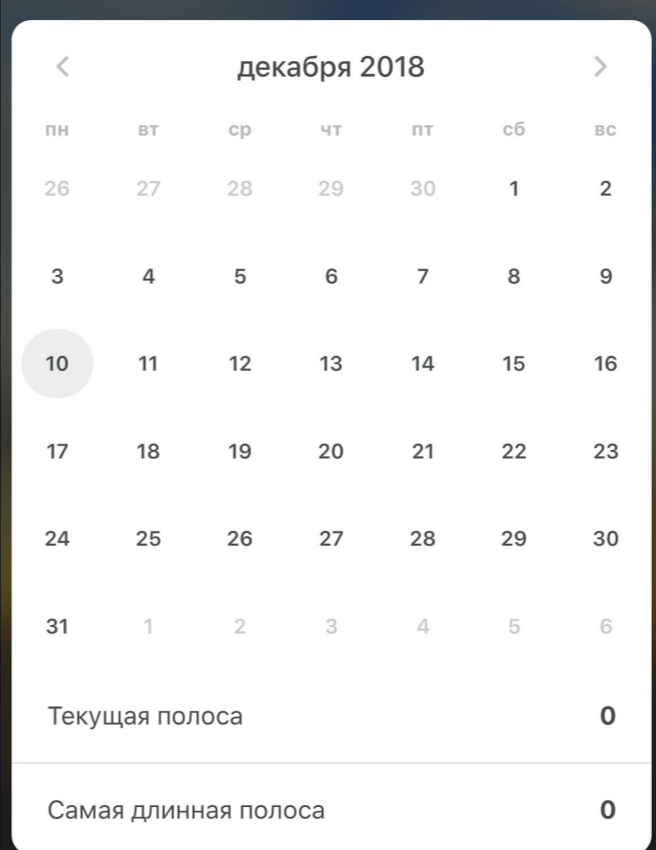 декабря 2018
пн вт ср чт пт сб вс
26 27 28 29 30 1 2
3 4 5 6 7 8 9
10 11 12 13 14 15 16
17 18 19 20 21 22 23
24 25 26 27 28 29 30
31 1 2 3 4 5 6
Текущая полоса 0
Самая длинная полоса 0